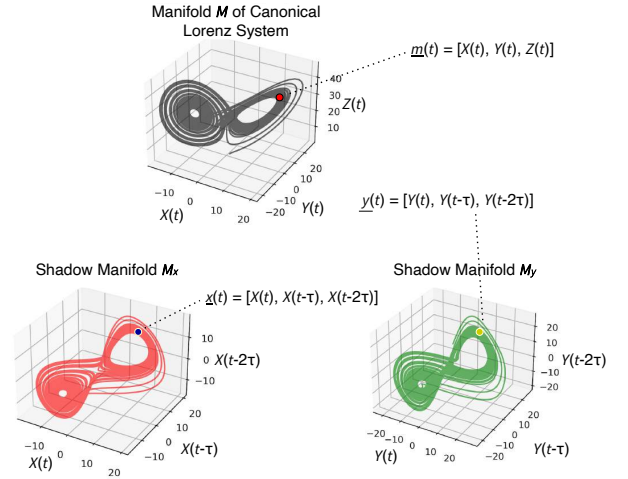 Manifold M of Canonical
Lorenz System
m(t) = [X(t), Y(t), Z(t)]
40
30
20
10
Z(t)
−10
0
10
20
X(t)
−20
−10
0
10
20
Y(t)
y(t) = [Y(t), Y(t-τ), Y(t-2τ)]
Shadow Manifold Mx
x(t) = [X(t), X(t-τ), X(t-2τ)]
10
0
−10
X(t-2τ)
−10
0
10
20
X(t)
−10
0
10
20
X(t-τ)
Shadow Manifold My
20
10
0
−10
−20
Y(t-2τ)
−20
−10
0
10
20
Y(t)
−20
−10
0
10
20
Y(t-τ)